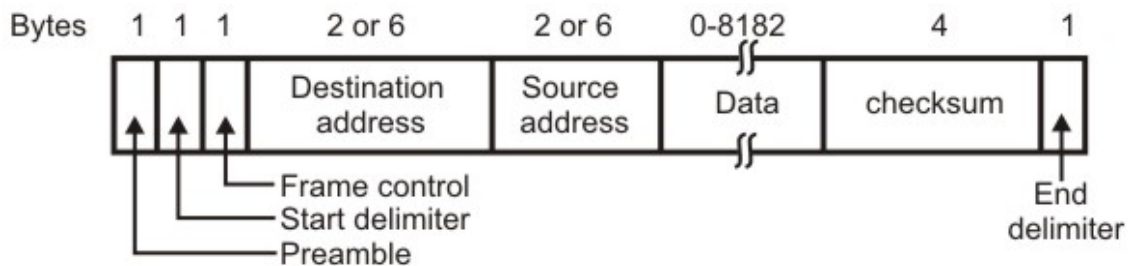 Bytes 1 1 1 2 or 6 2 or 6 0-8182 4 1
Destination address
Source address
Data
checksum
Frame control
Start delimiter
Preamble
End delimiter